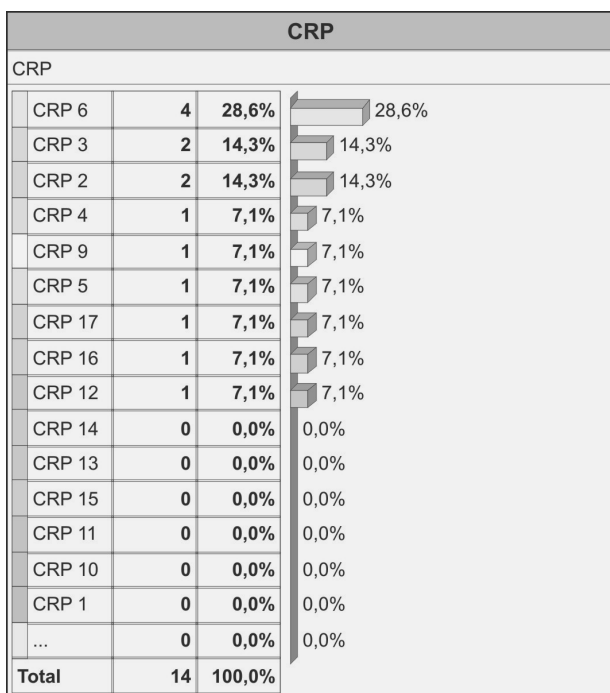 CRP
CRP
CRP 6 4 28,6% 28,6%
CRP 3 2 14,3% 14,3%
CRP 2 2 14,3% 14,3%
CRP 4 1 7,1% 7,1%
CRP 9 1 7,1% 7,1%
CRP 5 1 7,1% 7,1%
CRP 17 1 7,1% 7,1%
CRP 16 1 7,1% 7,1%
CRP 12 1 7,1% 7,1%
CRP 14 0 0,0% 0,0%
CRP 13 0 0,0% 0,0%
CRP 15 0 0,0% 0,0%
CRP 11 0 0,0% 0,0%
CRP 10 0 0,0% 0,0%
CRP 1 0 0,0% 0,0%
... 0 0,0% 0,0%
Total 14 100,0%